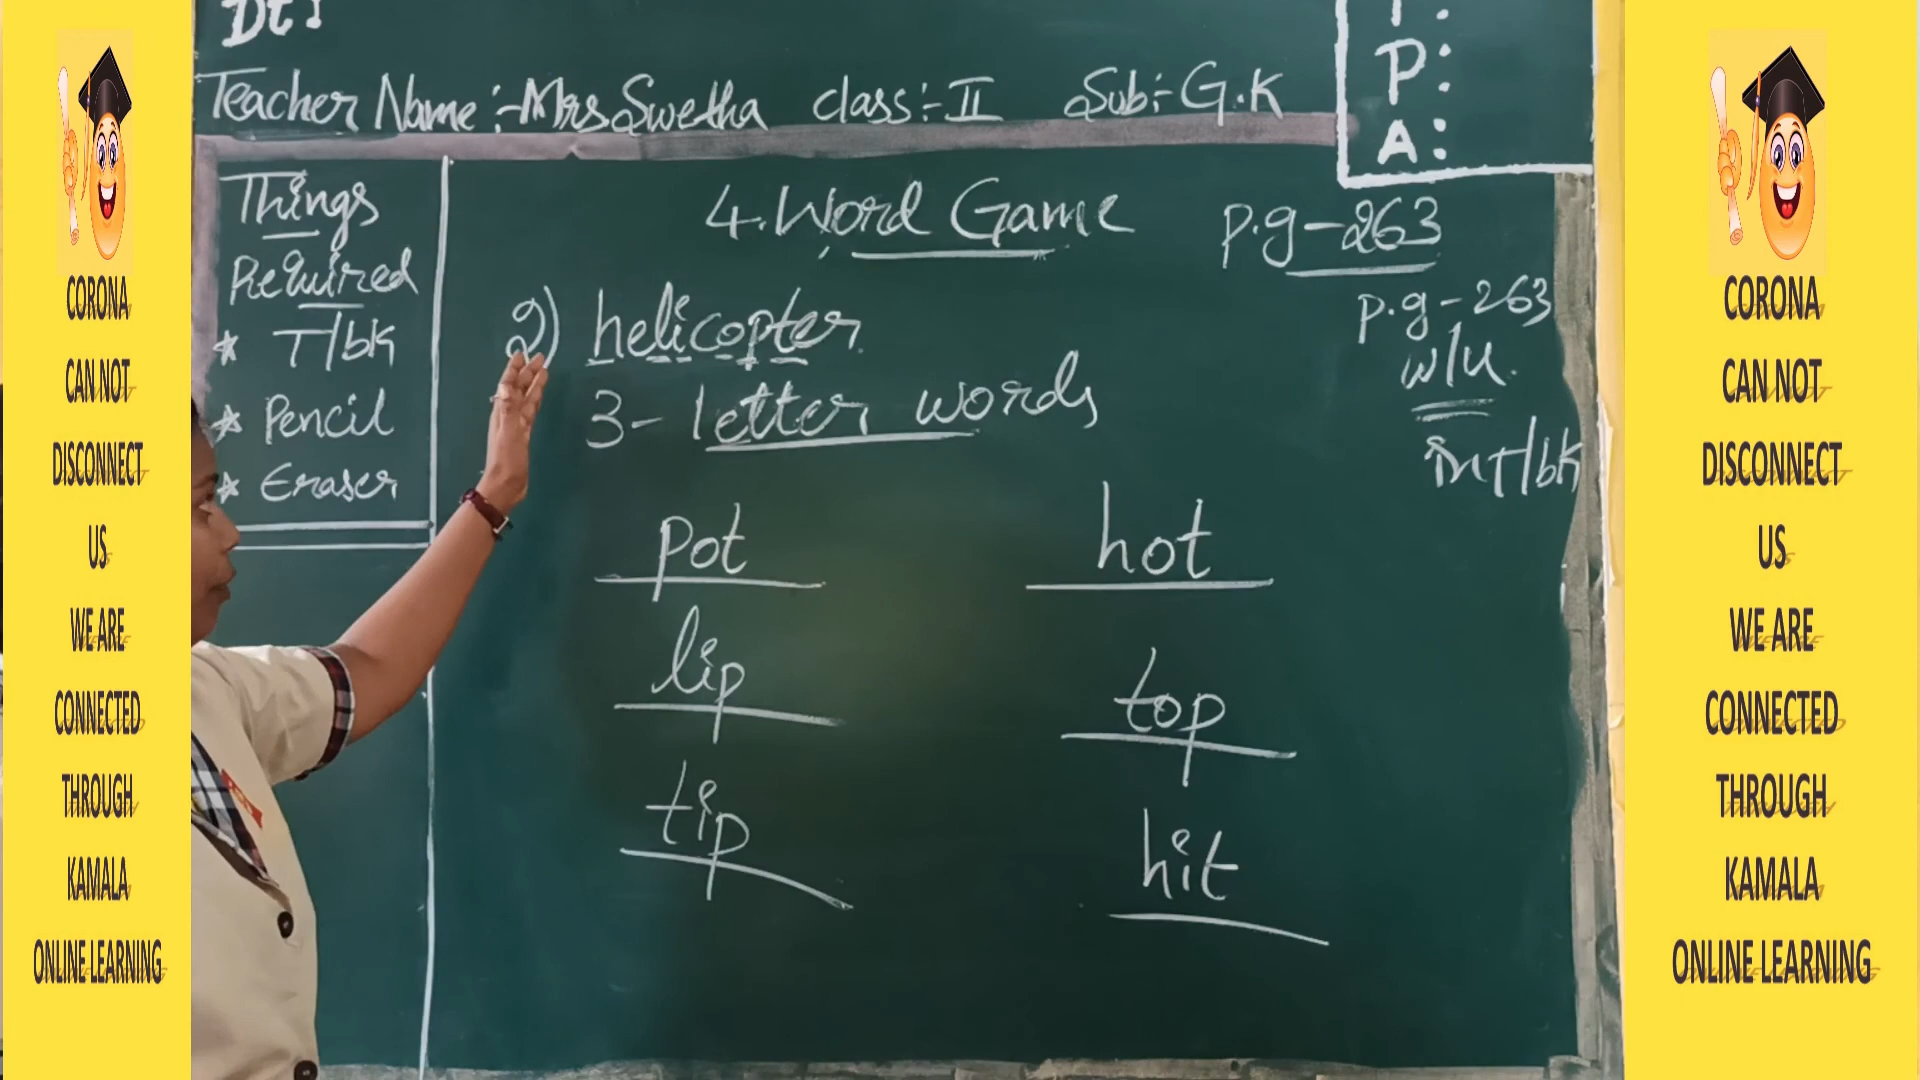 CORONA
CAN NOT
DISCONNECT
US
WE ARE
CONNECTED
THROUGH
KAMALA
ONLINE LEARNING
Dt:
Teacher Name:-Mrs Swetha class:-II Sub:-G.K
P:
A:
Things
Required
* T/bk
* Pencil
* Eraser
4. Word Game p.g-263
2) helicopter
3- letter words
p.g-263
w/u.
in T/bk
pot hot
lip top
tip hit
CORONA
CAN NOT
DISCONNECT
US
WE ARE
CONNECTED
THROUGH
KAMALA
ONLINE LEARNING